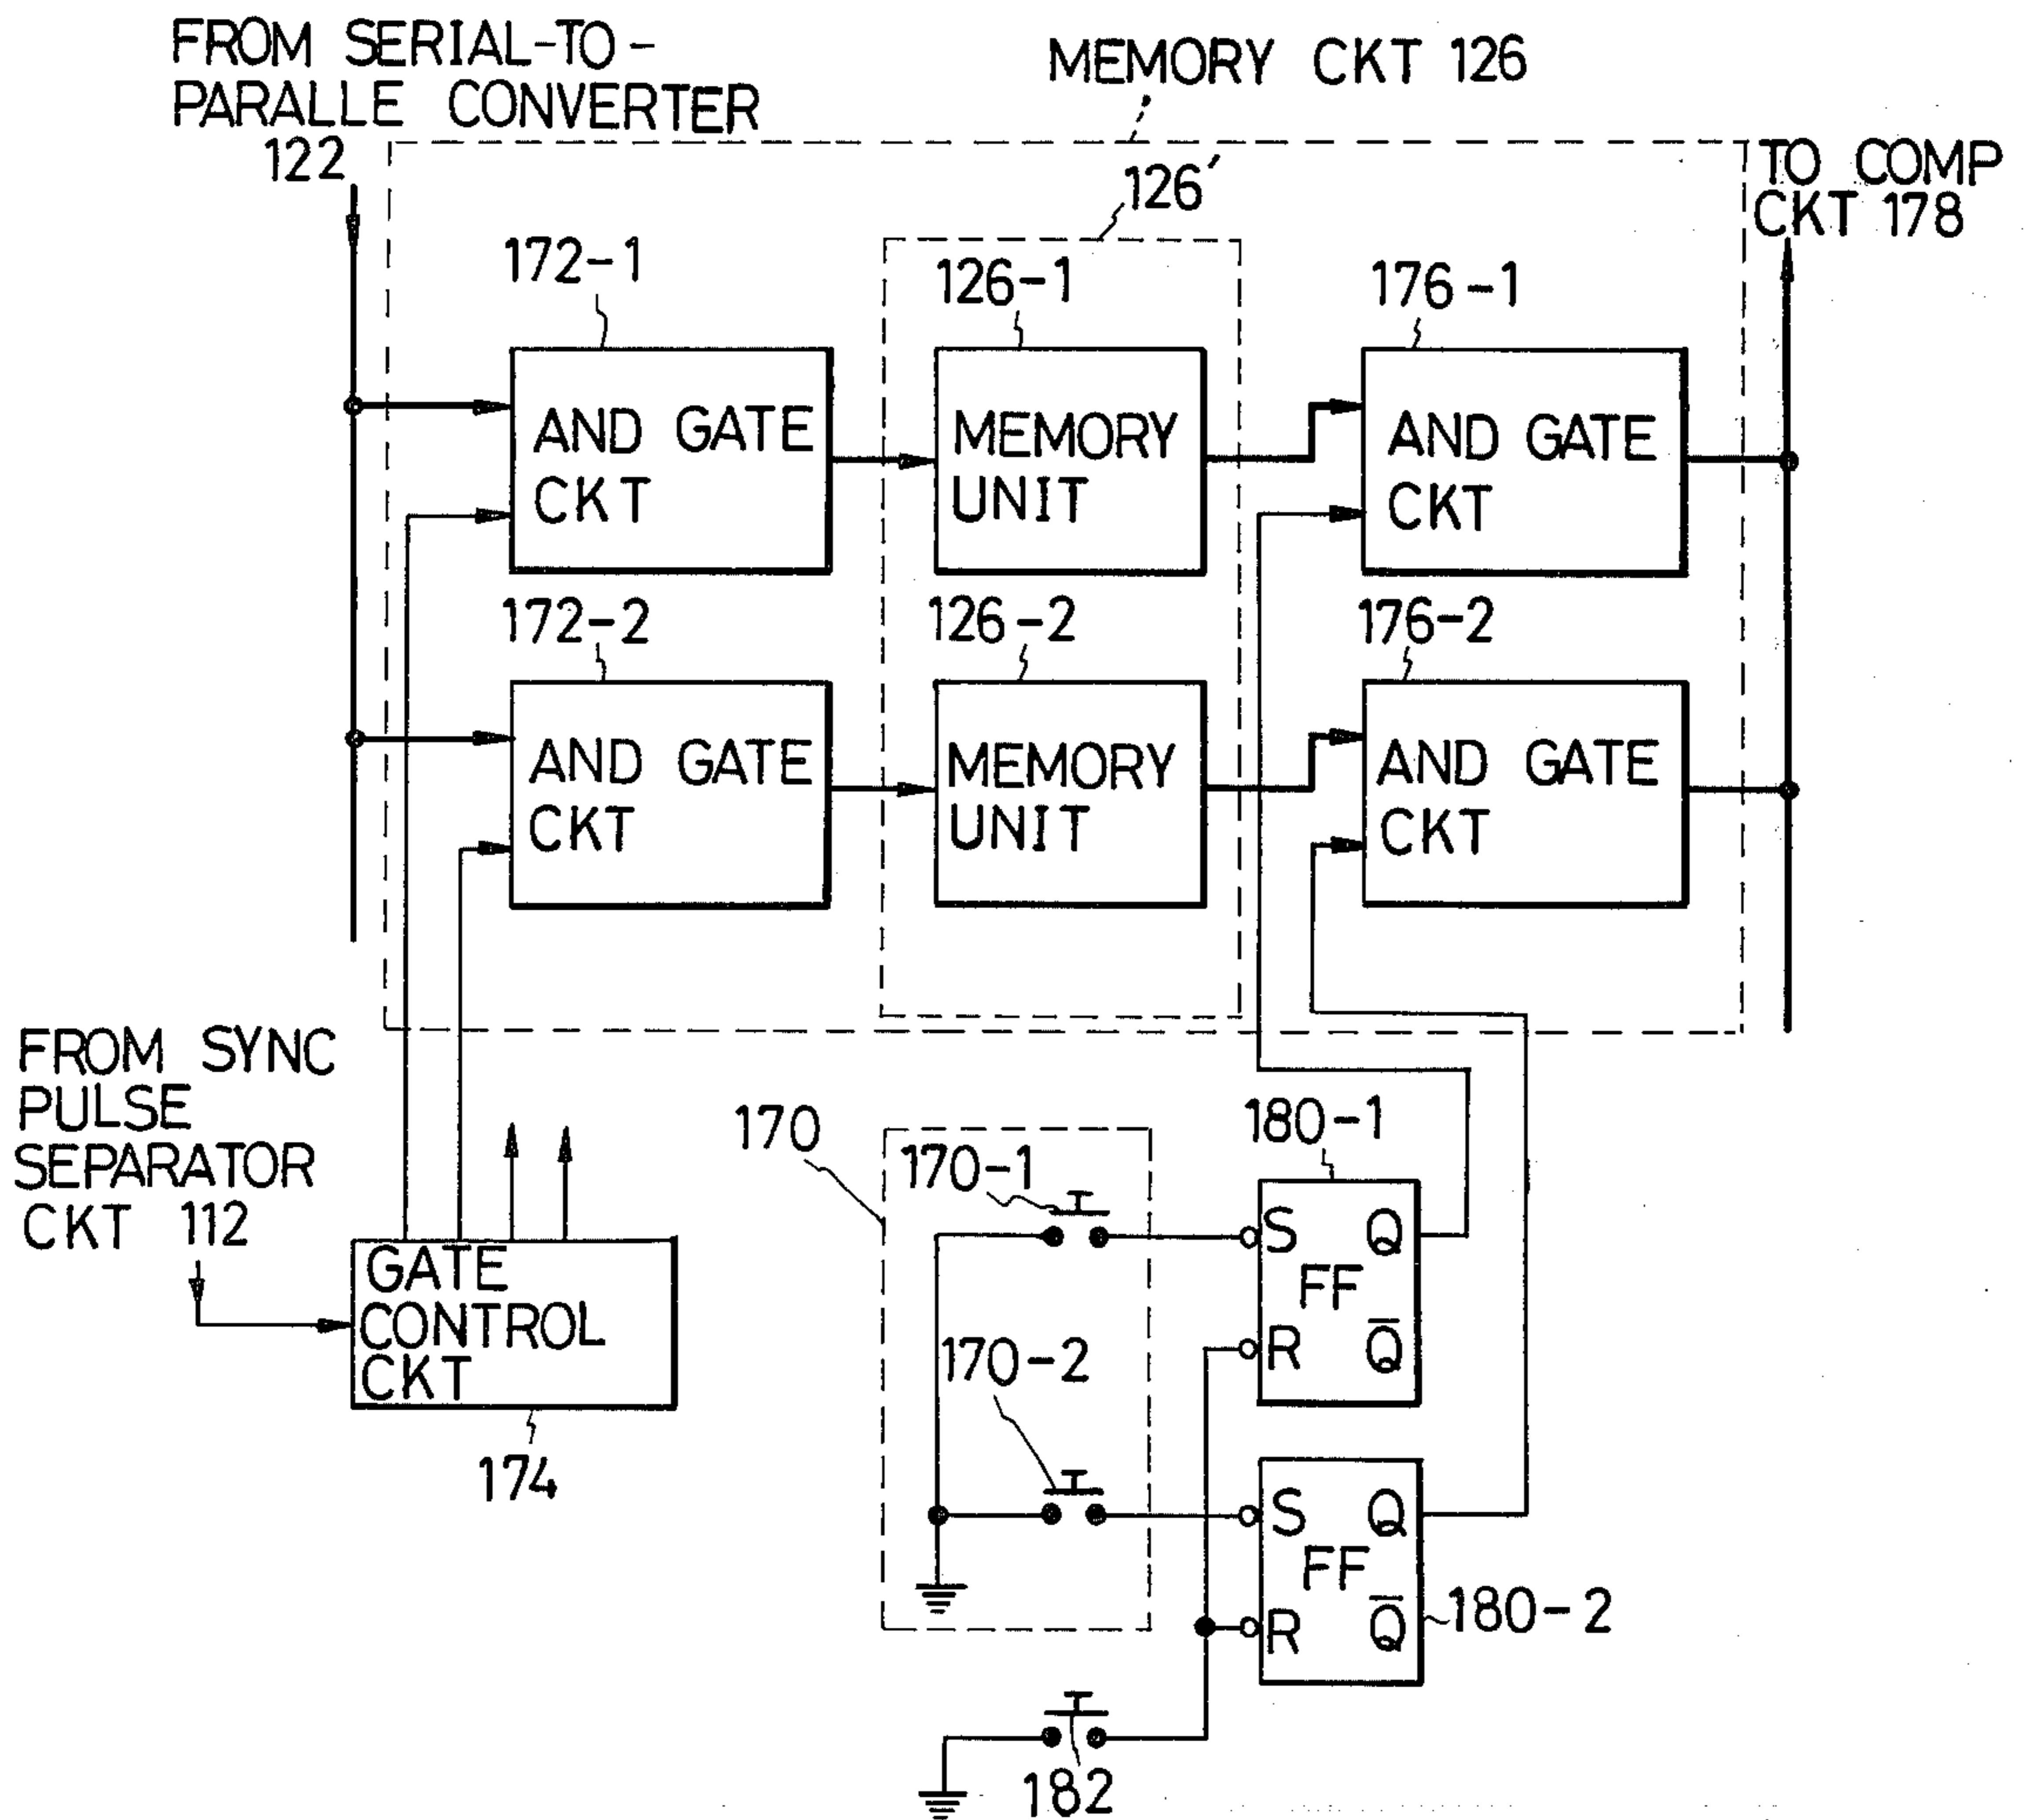 FROM SERIAL-TO-
PARALLE CONVERTER
122
MEMORY CKT 126
126'
TO COMP
CKT 178
172-1
126-1
176-1
AND GATE
CKT
MEMORY
UNIT
AND GATE
CKT
172-2
126-2
176-2
AND GATE
CKT
MEMORY
UNIT
AND GATE
CKT
FROM SYNC
PULSE
SEPARATOR
CKT 112
GATE
CONTROL
CKT
174
170
170-1
170-2
180-1
S Q
FF
R Q̅
S Q
FF
R Q̅
180-2
182